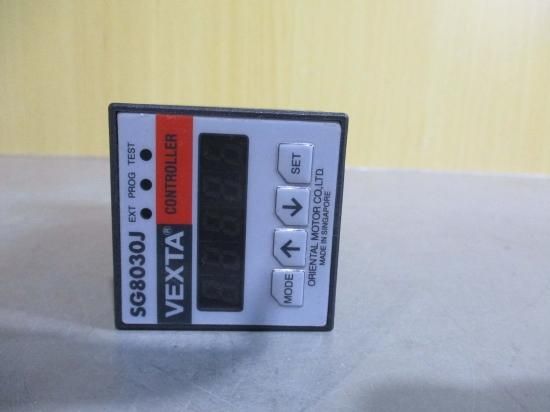 SG8030J
EXT PROG TEST
VEXTA® CONTROLLER
MODE
↑
↓
SET
ORIENTAL MOTOR CO.,LTD.
MADE IN SINGAPORE